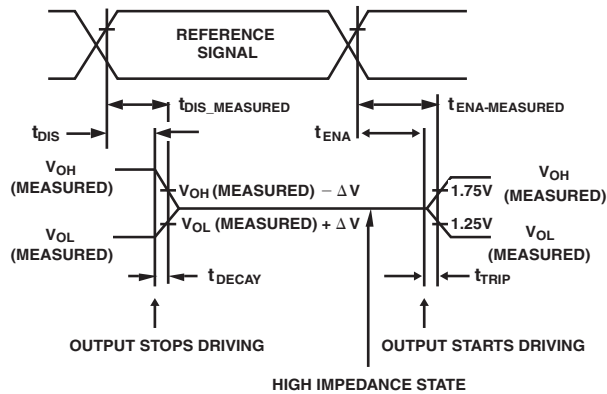 REFERENCE
SIGNAL
tDIS_MEASURED
tENA-MEASURED
tDIS
tENA
VOH
(MEASURED)
VOH (MEASURED) − ΔV
1.75V
VOH
(MEASURED)
VOL
(MEASURED)
VOL (MEASURED) + ΔV
1.25V
VOL
(MEASURED)
tDECAY
tTRIP
OUTPUT STOPS DRIVING
OUTPUT STARTS DRIVING
HIGH IMPEDANCE STATE